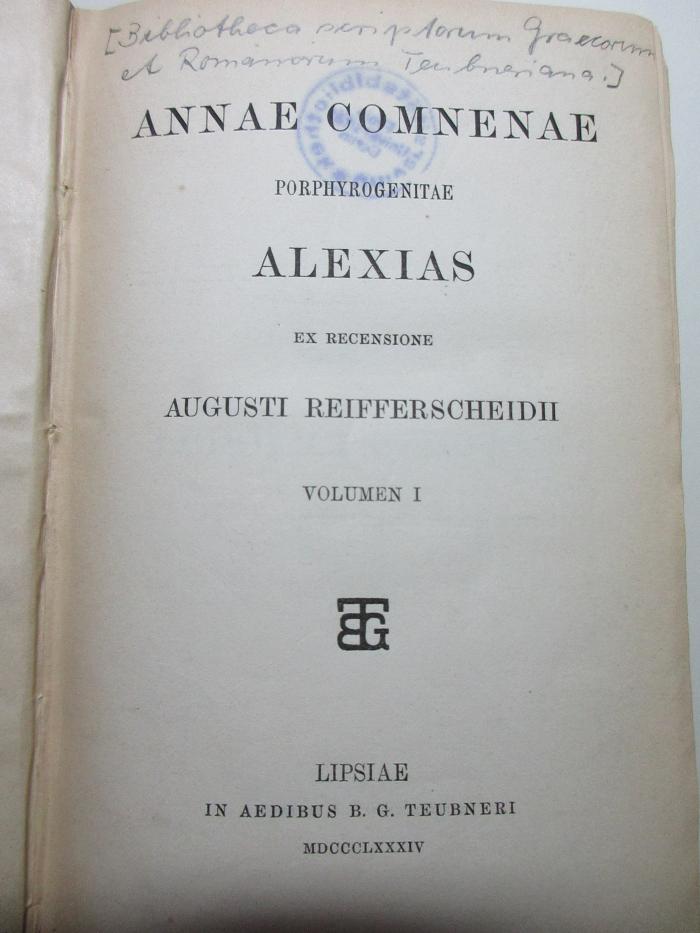 [Bibliotheca scriptorum Graecorum
et Romanorum Teubneriana.]
ANNAE COMNENAE
PORPHYROGENITAE
ALEXIAS
EX RECENSIONE
AUGUSTI REIFFERSCHEIDII
VOLUMEN I
BTG
LIPSIAE
IN AEDIBUS B. G. TEUBNERI
MDCCCLXXXIV